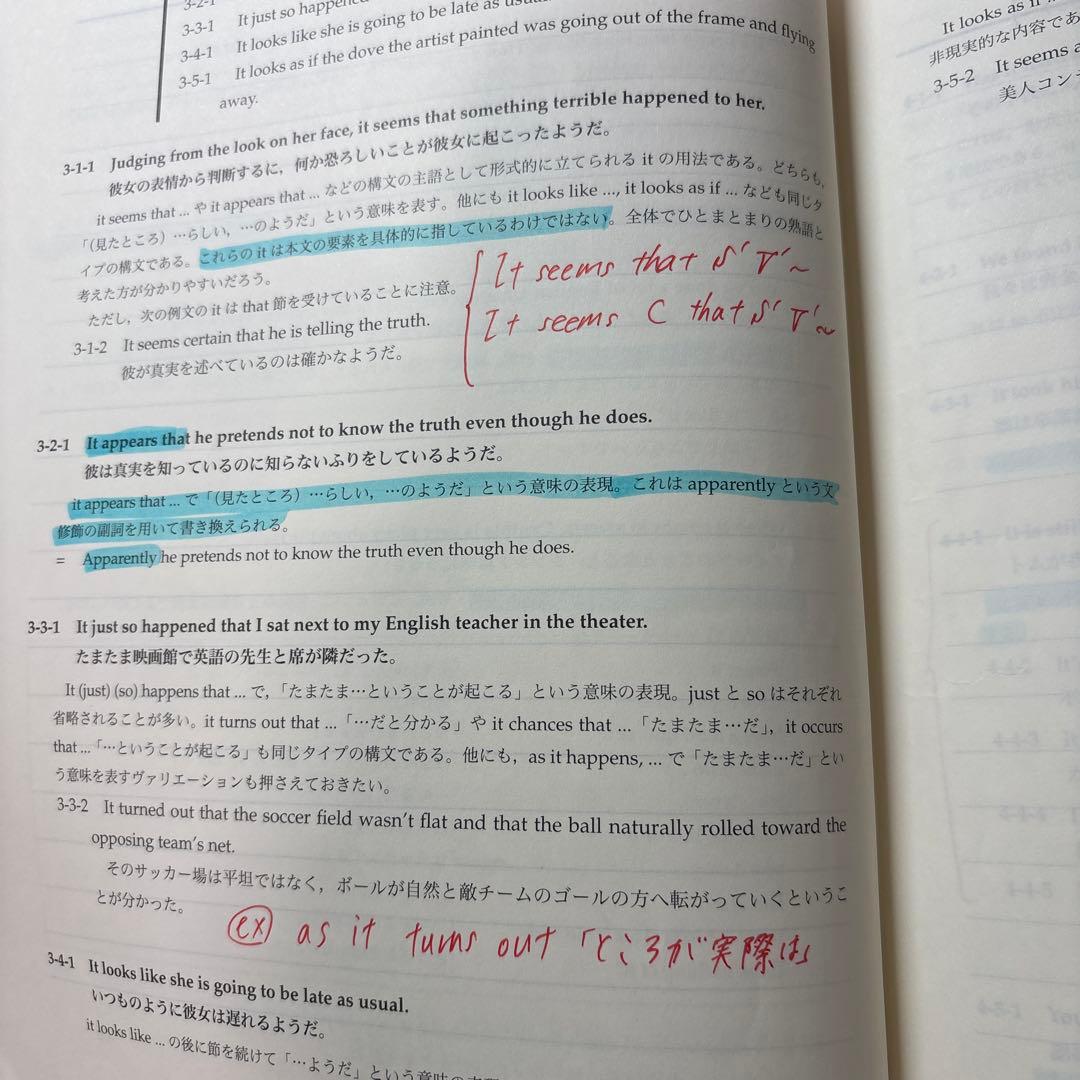 3-2-1
3-3-1 It just so happened
3-4-1 It looks like she is going to be late as usual.
3-5-1 It looks as if the dove the artist painted was going out of the frame and flying
away.
3-1-1 Judging from the look on her face, it seems that something terrible happened to her.
彼女の表情から判断するに，何か恐ろしいことが彼女に起こったようだ。
it seems that ... や it appears that ... などの構文の主語として形式的に立てられる it の用法である。どちらも，
「（見たところ）…らしい，…のようだ」という意味を表す。他にも it looks like ..., it looks as if ... なども同じタ
イプの構文である。これらの it は本文の要素を具体的に指しているわけではない。全体でひとまとまりの熟語と
考えた方が分かりやすいだろう。
It seems that S' V' ~
ただし，次の例文の it は that 節を受けていることに注意。
It seems C that S' V' ~
3-1-2 It seems certain that he is telling the truth.
彼が真実を述べているのは確かなようだ。
3-2-1 It appears that he pretends not to know the truth even though he does.
彼は真実を知っているのに知らないふりをしているようだ。
it appears that ... で「（見たところ）…らしい，…のようだ」という意味の表現。これは apparently という文
修飾の副詞を用いて書き換えられる。
= Apparently he pretends not to know the truth even though he does.
3-3-1 It just so happened that I sat next to my English teacher in the theater.
たまたま映画館で英語の先生と席が隣だった。
It (just) (so) happens that ... で，「たまたま…ということが起こる」という意味の表現。just と so はそれぞれ
省略されることが多い。it turns out that ...「…だと分かる」や it chances that ...「たまたま…だ」，it occurs
that ...「…ということが起こる」も同じタイプの構文である。他にも，as it happens, ... で「たまたま…だ」とい
う意味を表すヴァリエーションも押さえておきたい。
3-3-2 It turned out that the soccer field wasn't flat and that the ball naturally rolled toward the
opposing team's net.
そのサッカー場は平坦ではなく，ボールが自然と敵チームのゴールの方へ転がっていくというこ
とが分かった。
ex as it turns out「ところが実際は」
3-4-1 It looks like she is going to be late as usual.
いつものように彼女は遅れるようだ。
it looks like ... の後に節を続けて「…ようだ」という意味の表現
It looks as if
非現実的な内容であ
3-5-2 It seems a
美人コン